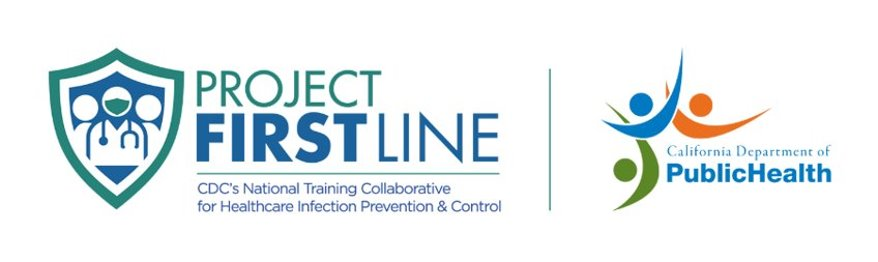 PROJECT
FIRSTLINE
CDC's National Training Collaborative
for Healthcare Infection Prevention & Control
California Department of
PublicHealth